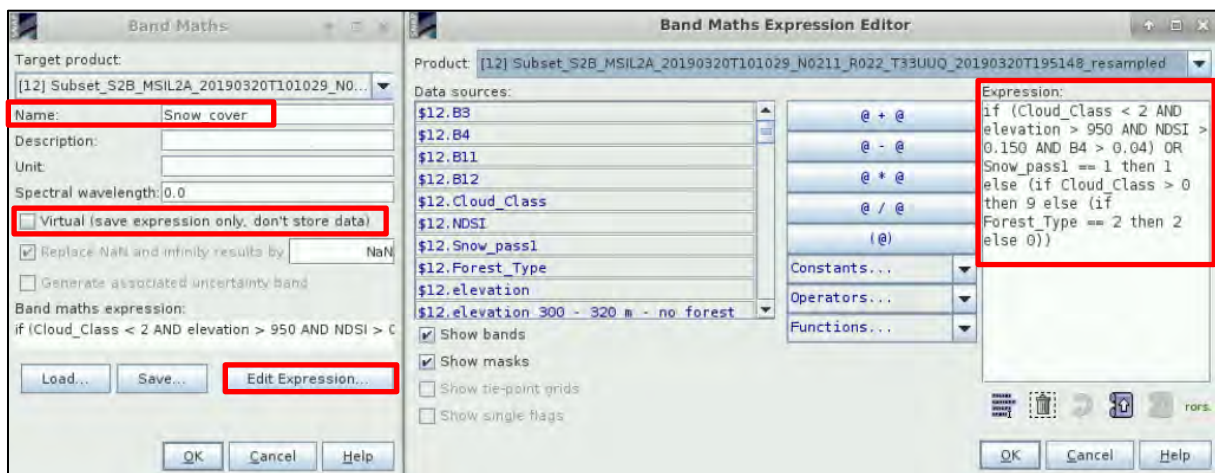 Band Maths
Target product:
[12] Subset_S2B_MSIL2A_20190320T101029_N0...
Name: Snow_cover
Description:
Unit:
Spectral wavelength: 0.0
Virtual (save expression only, don't store data)
Replace NaN and infinity results by NaN
Generate associated uncertainty band
Band maths expression:
if (Cloud_Class < 2 AND elevation > 950 AND NDSI > 0
Load... Save... Edit Expression...
OK Cancel Help
Band Maths Expression Editor
Product: [12] Subset_S2B_MSIL2A_20190320T101029_N0211_R022_T33UUQ_20190320T195148_resampled
Data sources:
$12.B3
$12.B4
$12.B11
$12.B12
$12.Cloud_Class
$12.NDSI
$12.Snow_pass1
$12.Forest_Type
$12.elevation
$12.elevation 300 - 320 m - no forest
Show bands
Show masks
Show tie-point grids
Show single flags
@ + @
@ - @
@ * @
@ / @
(@)
Constants...
Operators...
Functions...
Expression:
if (Cloud_Class < 2 AND
elevation > 950 AND NDSI >
0.150 AND B4 > 0.04) OR
Snow_pass1 == 1 then 1
else (if Cloud_Class > 0
then 9 else (if
Forest_Type == 2 then 2
else 0))
rors.
OK Cancel Help